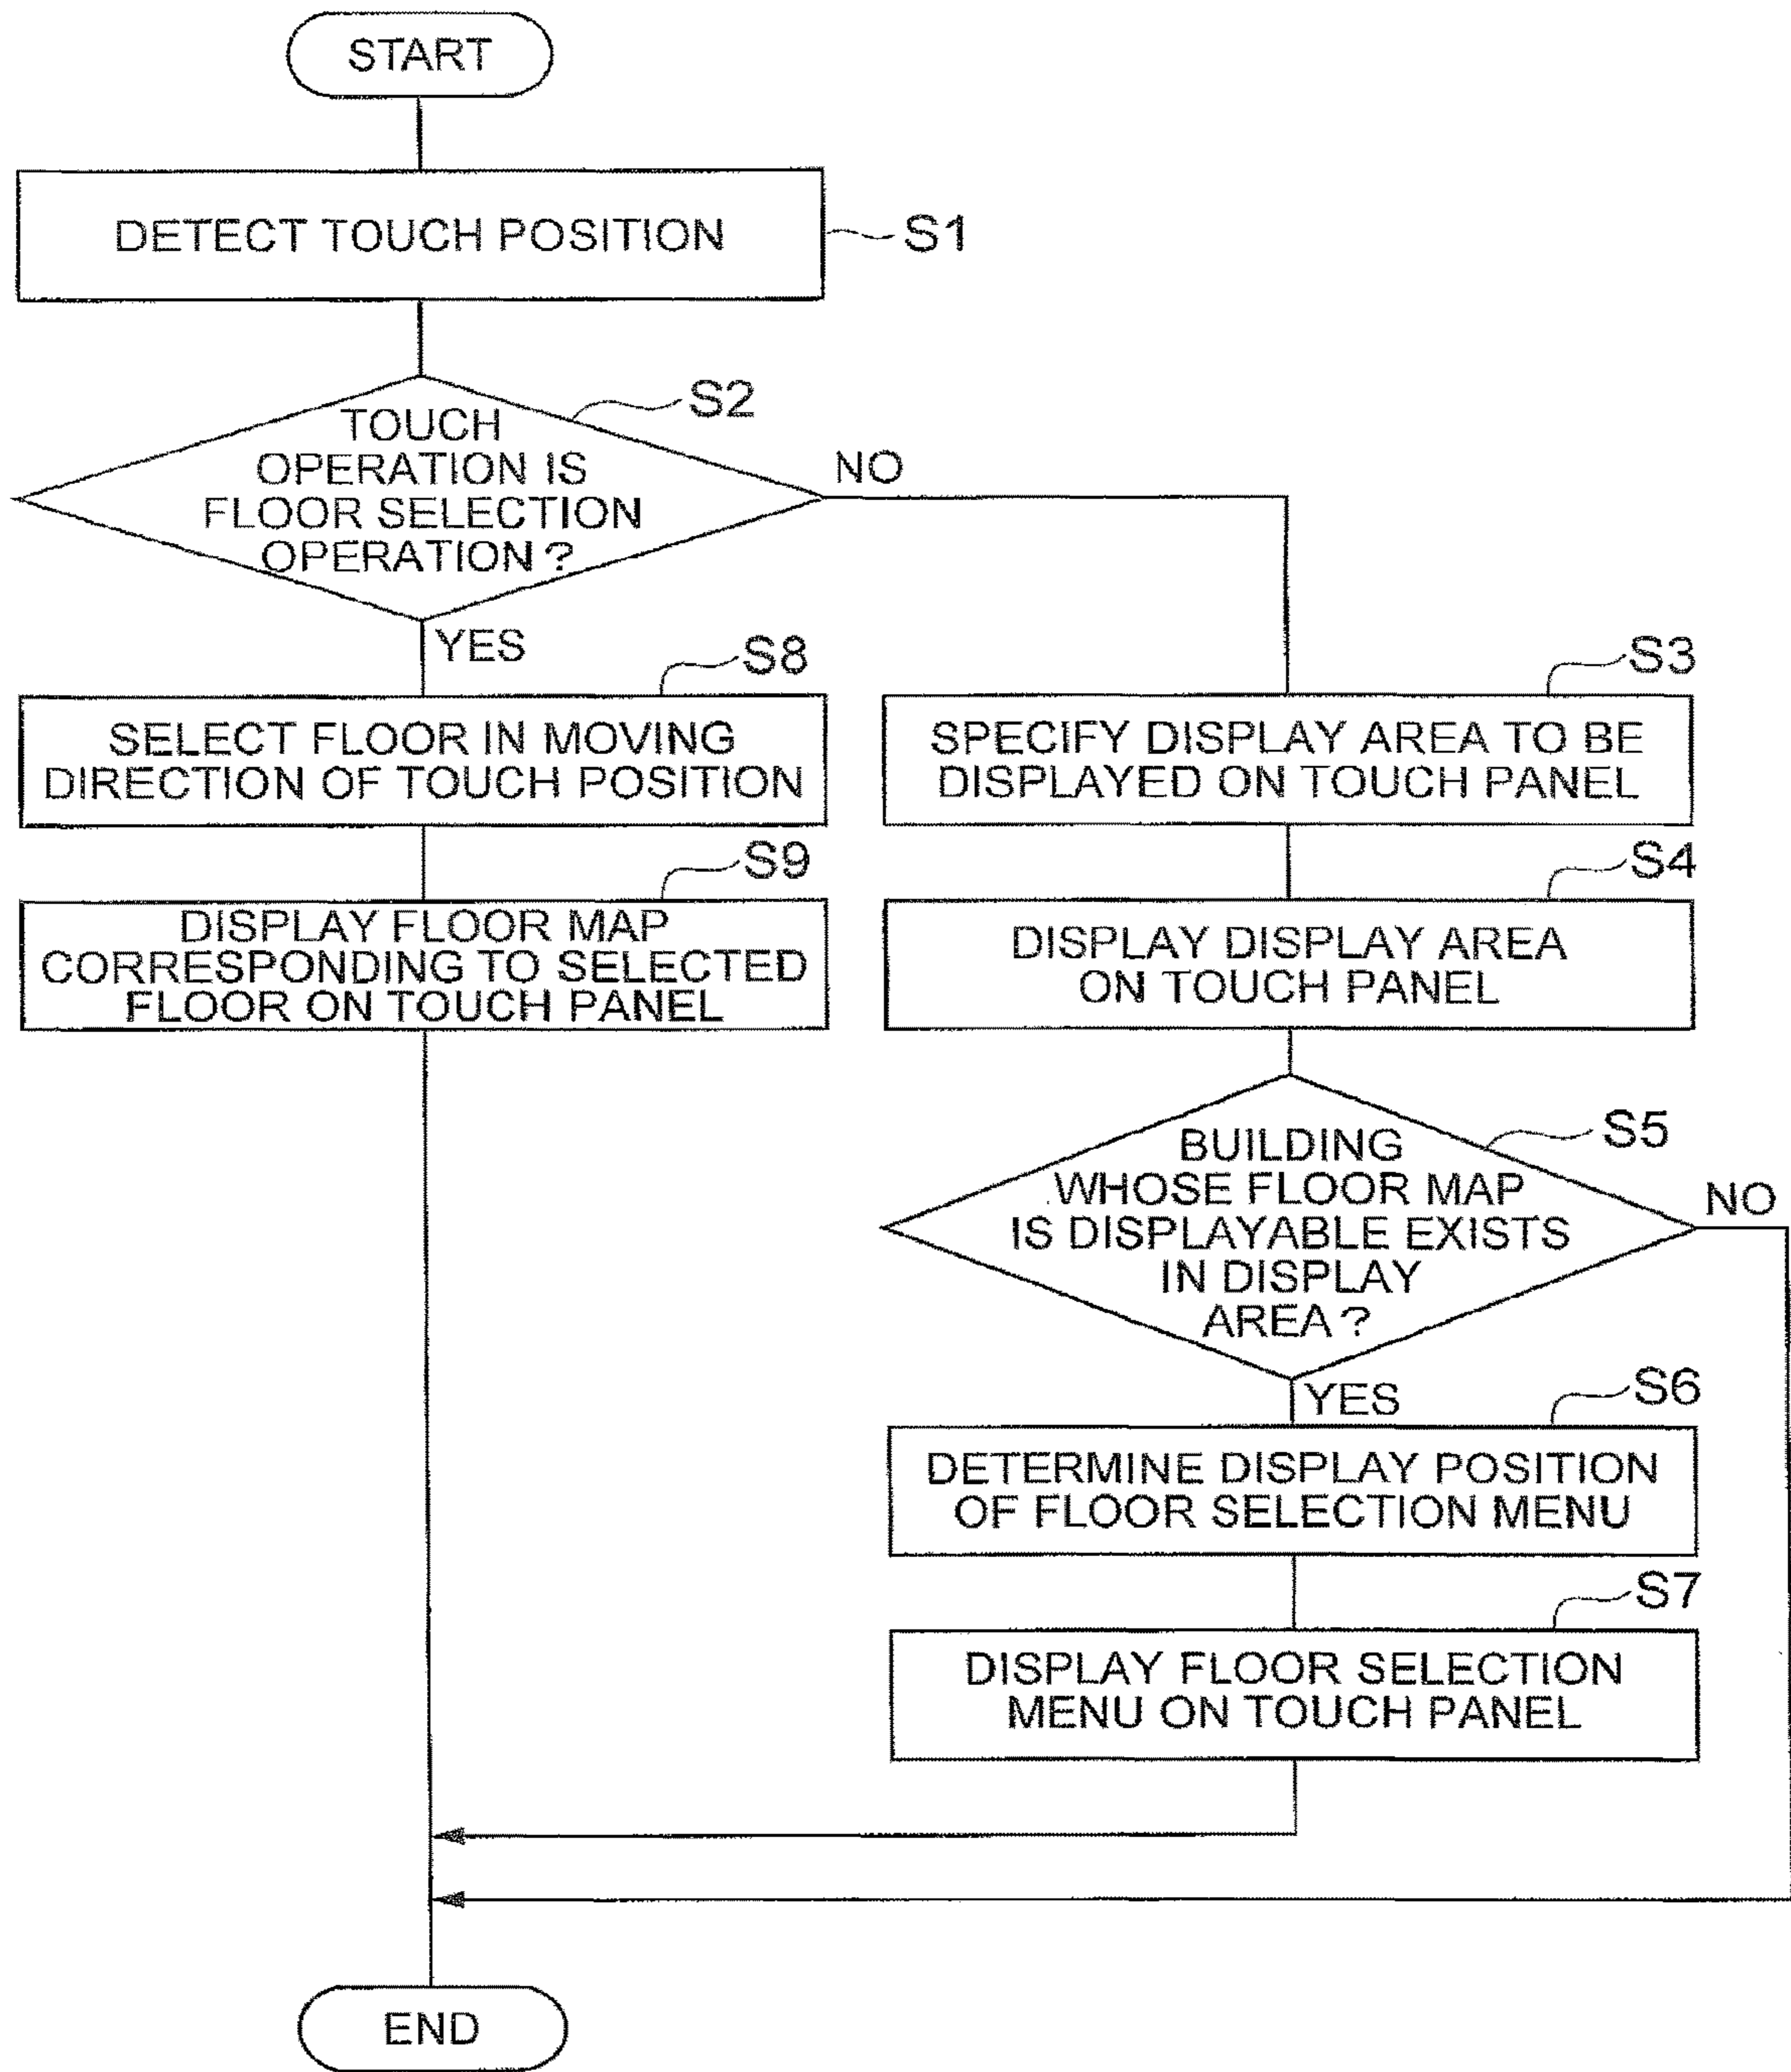 START
DETECT TOUCH POSITION
S1
S2
TOUCH
OPERATION IS
FLOOR SELECTION
OPERATION ?
NO
YES
S8
SELECT FLOOR IN MOVING
DIRECTION OF TOUCH POSITION
S9
DISPLAY FLOOR MAP
CORRESPONDING TO SELECTED
FLOOR ON TOUCH PANEL
S3
SPECIFY DISPLAY AREA TO BE
DISPLAYED ON TOUCH PANEL
S4
DISPLAY DISPLAY AREA
ON TOUCH PANEL
S5
BUILDING
WHOSE FLOOR MAP
IS DISPLAYABLE EXISTS
IN DISPLAY
AREA ?
NO
YES
S6
DETERMINE DISPLAY POSITION
OF FLOOR SELECTION MENU
S7
DISPLAY FLOOR SELECTION
MENU ON TOUCH PANEL
END